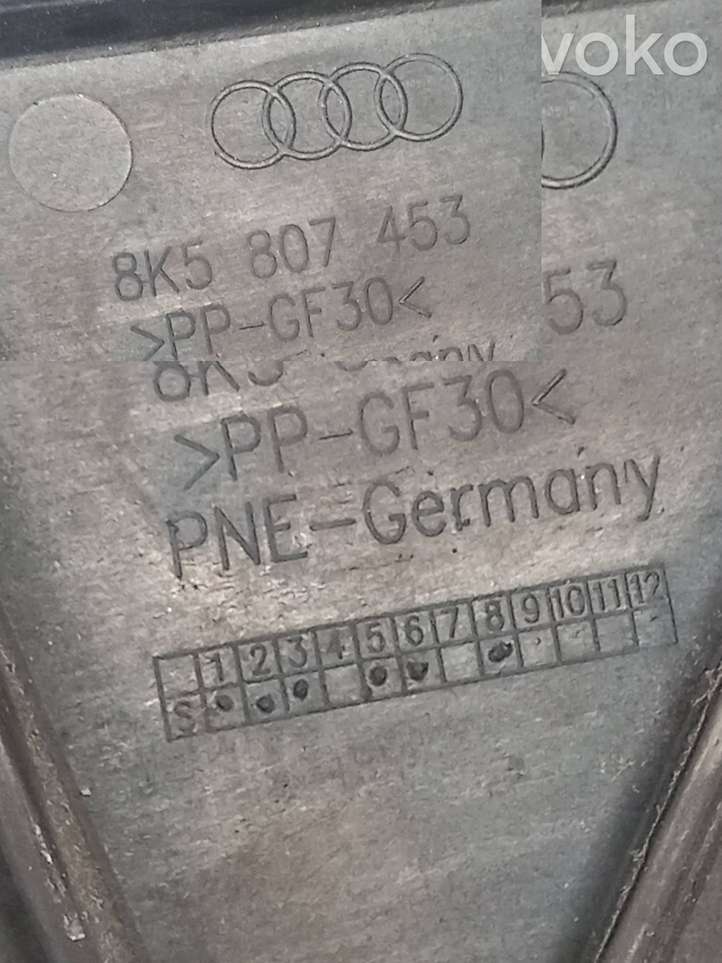 voko
8K5 807 453
>PP-GF30<
53
>PP-GF30<
PNE-Germany
1 2 3 4 5 6 7 8 9 10 11 12
S